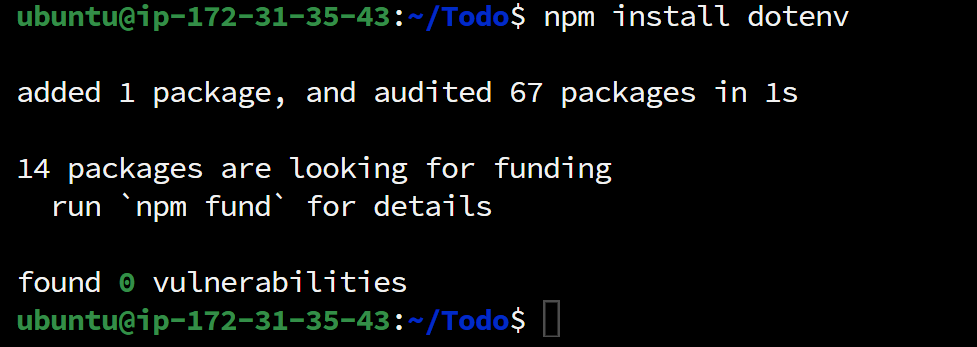 ubuntu@ip-172-31-35-43:~/Todo$ npm install dotenv
added 1 package, and audited 67 packages in 1s
14 packages are looking for funding
run `npm fund` for details
found 0 vulnerabilities
ubuntu@ip-172-31-35-43:~/Todo$